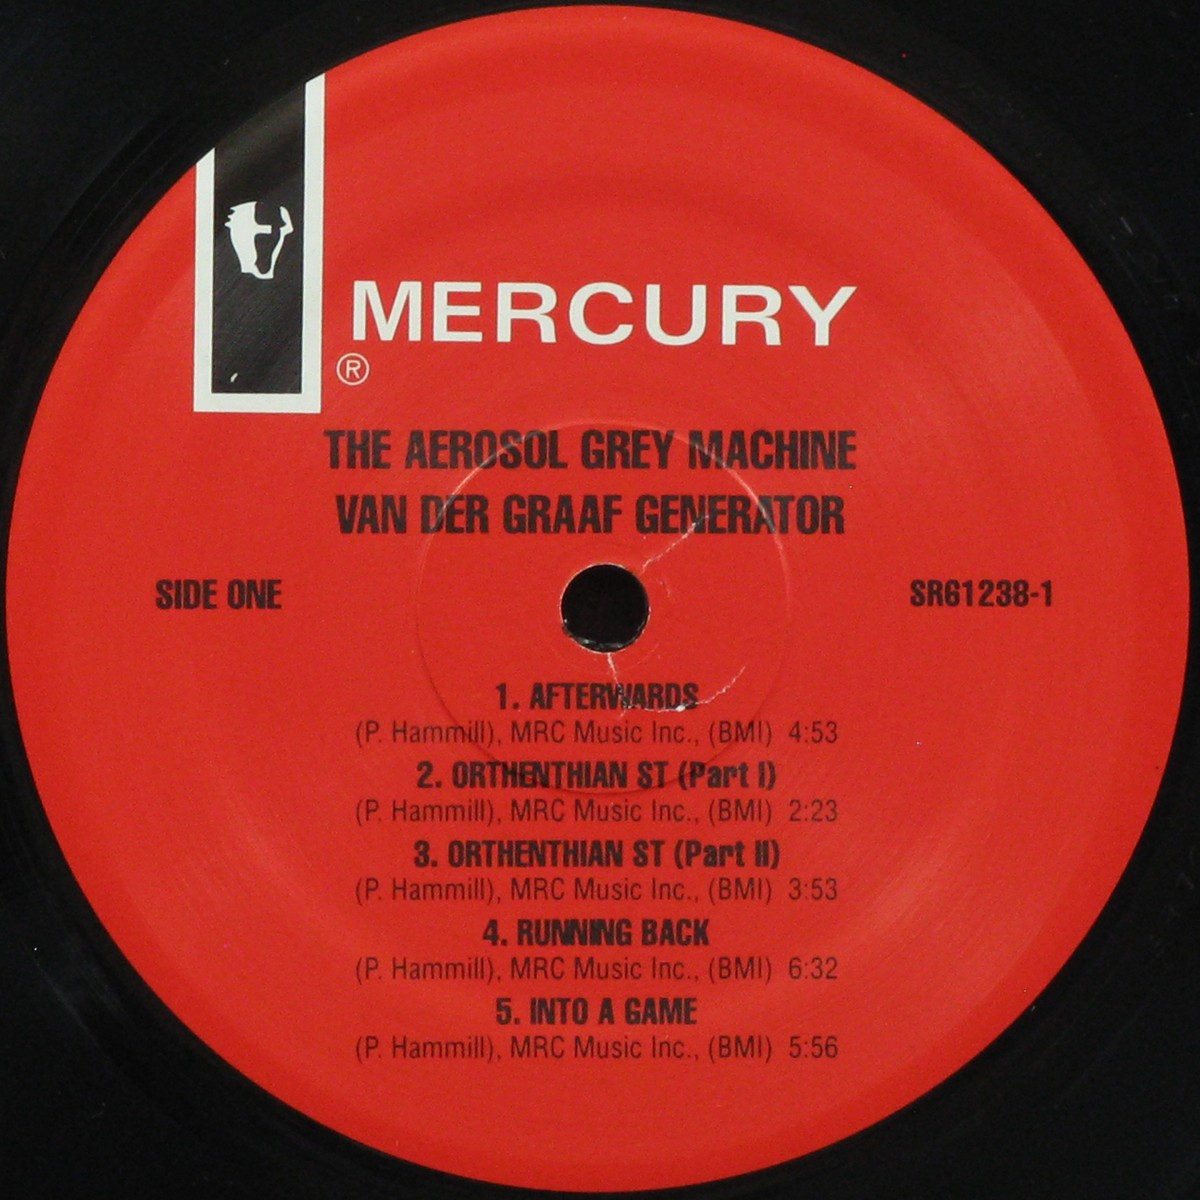 MERCURY
®
THE AEROSOL GREY MACHINE
VAN DER GRAAF GENERATOR
SIDE ONE
SR61238-1
1. AFTERWARDS
(P. Hammill), MRC Music Inc., (BMI) 4:53
2. ORTHENTHIAN ST (Part I)
(P. Hammill), MRC Music Inc., (BMI) 2:23
3. ORTHENTHIAN ST (Part II)
(P. Hammill), MRC Music Inc., (BMI) 3:53
4. RUNNING BACK
(P. Hammill), MRC Music Inc., (BMI) 6:32
5. INTO A GAME
(P. Hammill), MRC Music Inc., (BMI) 5:56